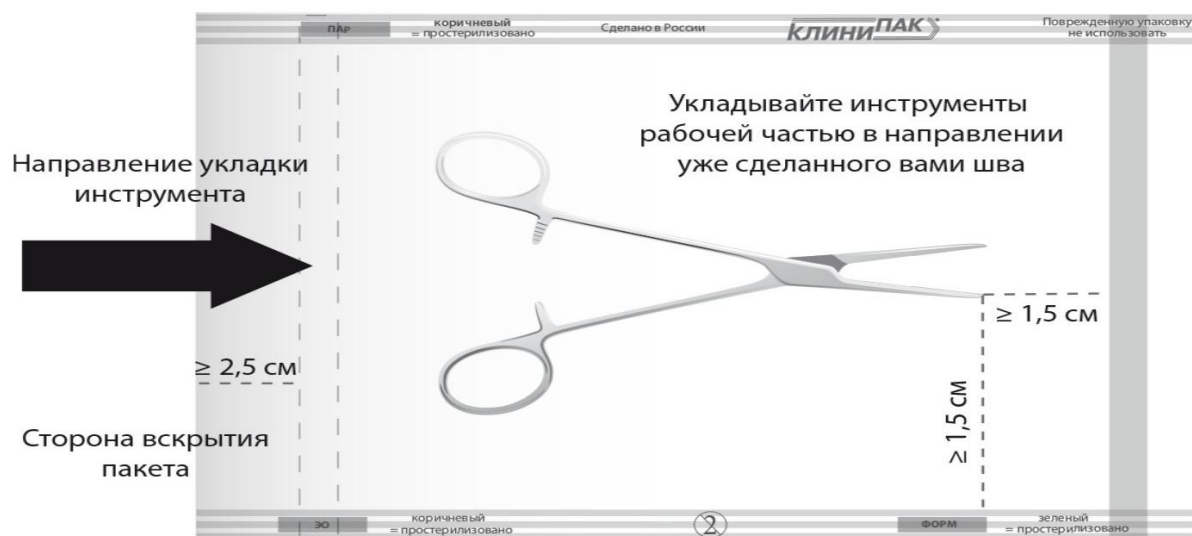 ПАР
коричневый
= простерилизовано
Сделано в России
КЛИНИПАК
Поврежденную упаковку
не использовать
Укладывайте инструменты
рабочей частью в направлении
уже сделанного вами шва
Направление укладки
инструмента
≥ 1,5 см
≥ 2,5 см
≥ 1,5 см
Сторона вскрытия
пакета
ЭО
коричневый
= простерилизовано
2
ФОРМ
зеленый
= простерилизовано